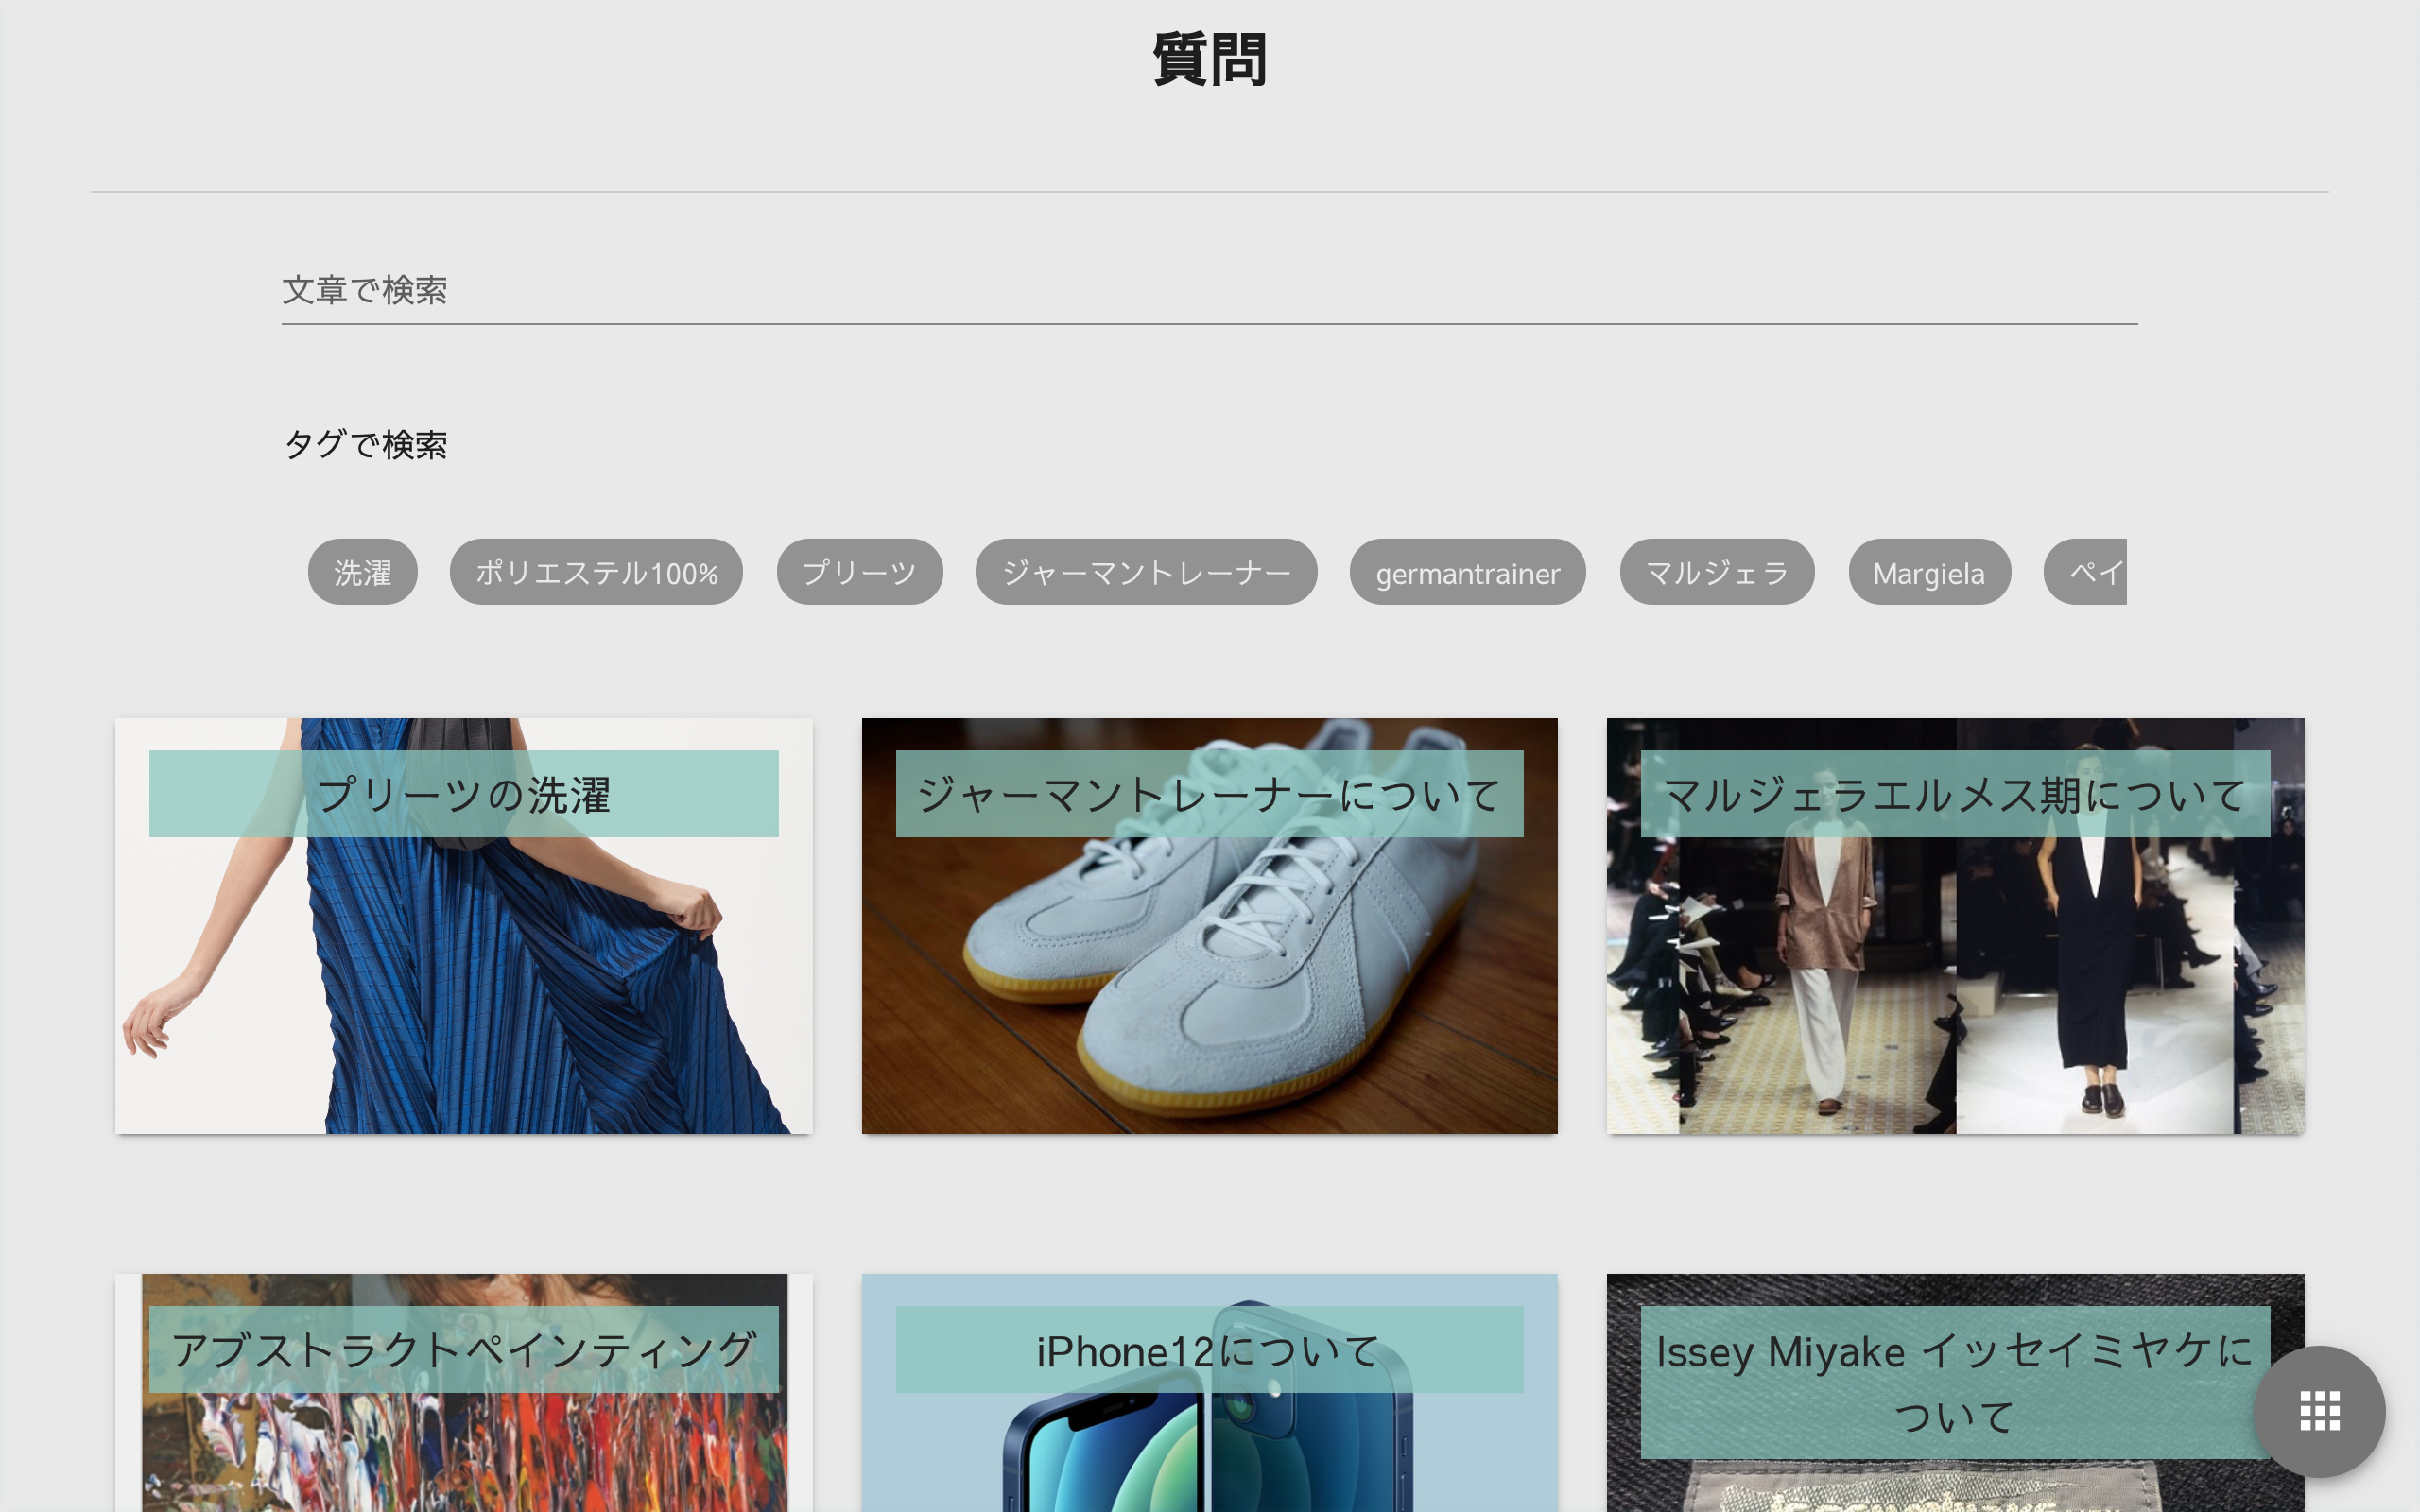 質問
文章で検索
タグで検索
洗濯 ポリエステル100% プリーツ ジャーマントレーナー germantrainer マルジェラ Margiela ペイ
プリーツの洗濯
ジャーマントレーナーについて
マルジェラエルメス期について
アブストラクトペインティング
iPhone12について
Issey Miyake イッセイミヤケに
ついて